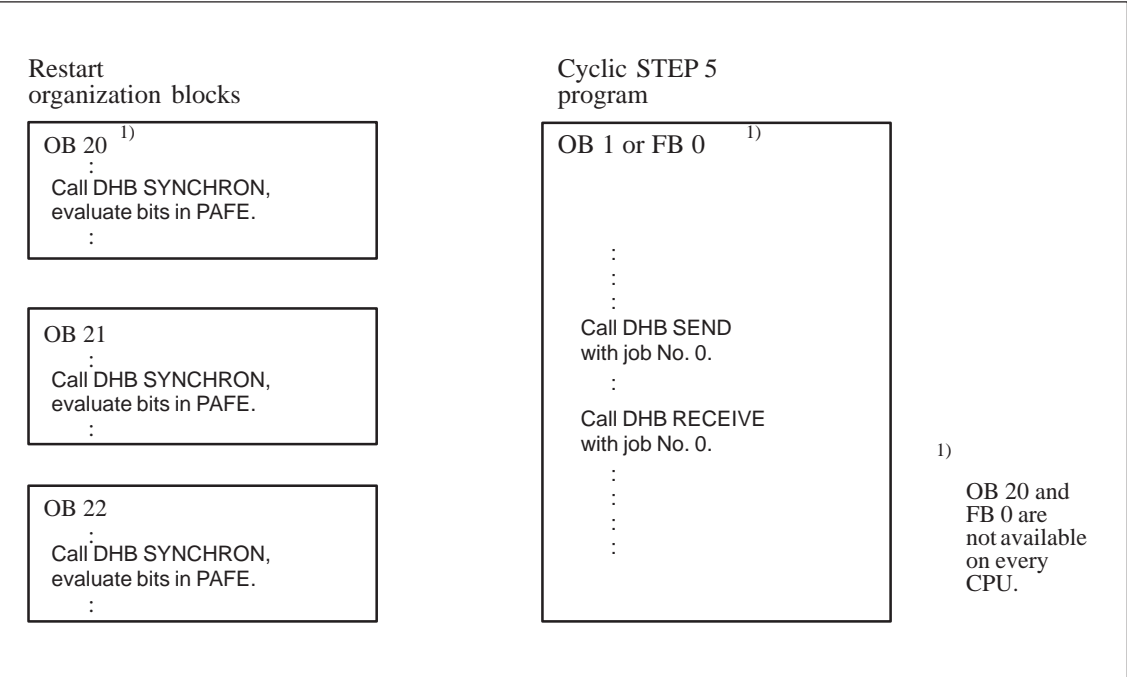 Restart
organization blocks
OB 20 1)
:
Call DHB SYNCHRON,
evaluate bits in PAFE.
:
OB 21
:
Call DHB SYNCHRON,
evaluate bits in PAFE.
:
OB 22
:
Call DHB SYNCHRON,
evaluate bits in PAFE.
:
Cyclic STEP 5
program
OB 1 or FB 0 1)
:
:
:
Call DHB SEND
with job No. 0.
:
Call DHB RECEIVE
with job No. 0.
:
:
:
:
1)
OB 20 and
FB 0 are
not available
on every
CPU.